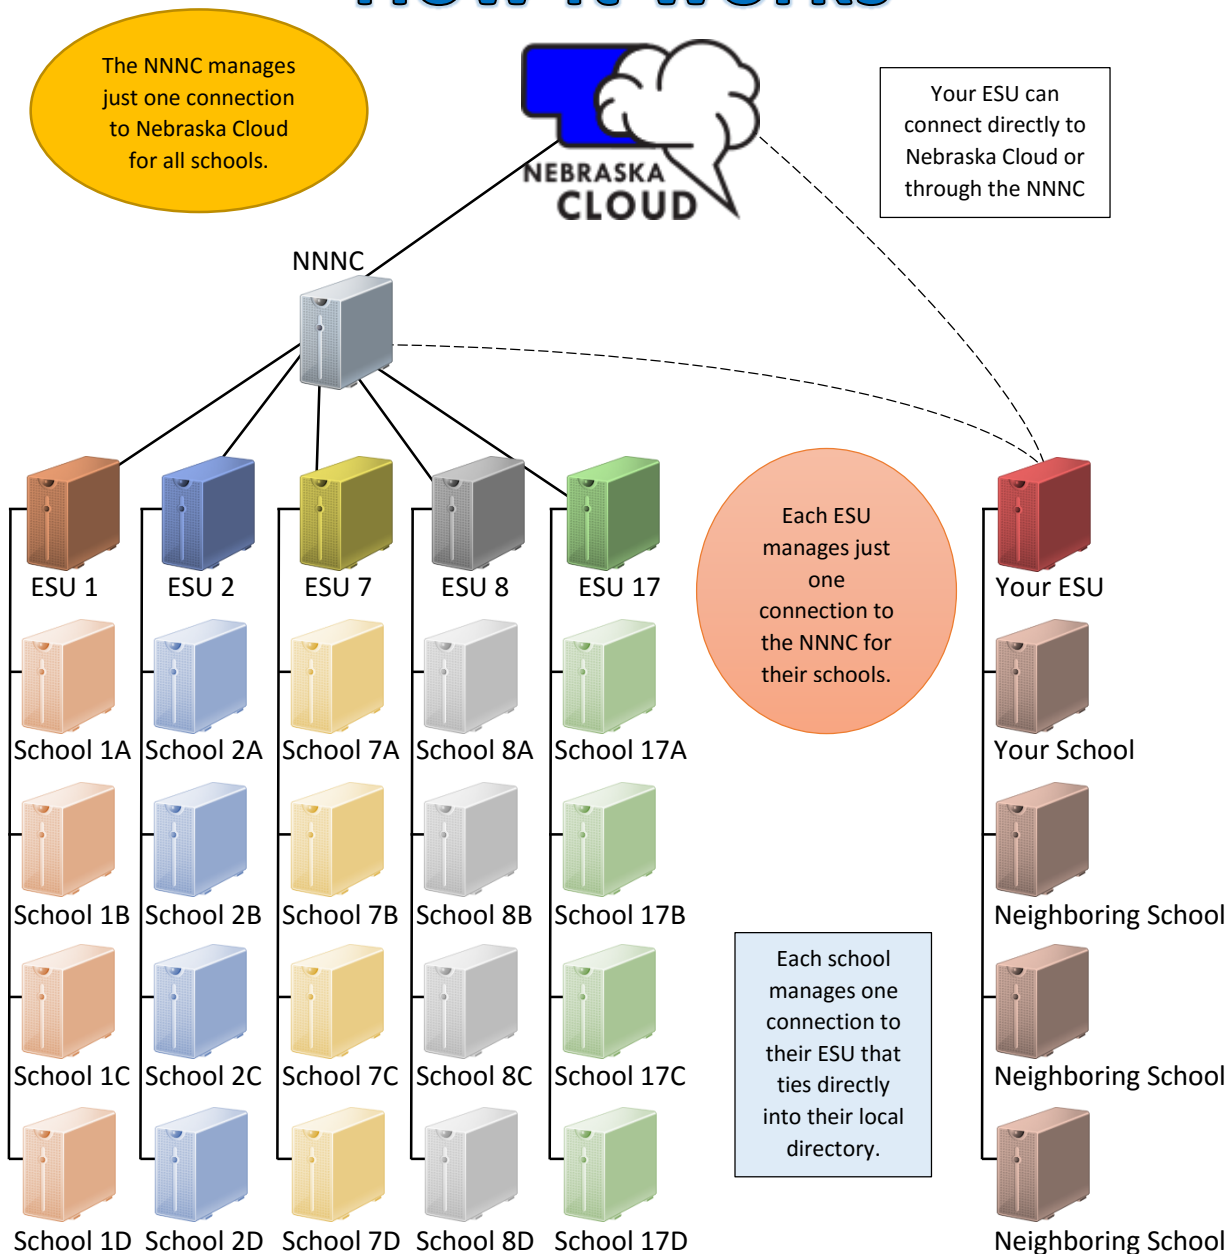 How it works
The NNNC manages
just one connection
to Nebraska Cloud
for all schools.
NEBRASKA
CLOUD
Your ESU can
connect directly to
Nebraska Cloud or
through the NNNC
NNNC
ESU 1
ESU 2
ESU 7
ESU 8
ESU 17
Each ESU
manages just
one
connection to
the NNNC for
their schools.
Your ESU
School 1A
School 2A
School 7A
School 8A
School 17A
Your School
School 1B
School 2B
School 7B
School 8B
School 17B
Neighboring School
Each school
manages one
connection to
their ESU that
ties directly
into their local
directory.
School 1C
School 2C
School 7C
School 8C
School 17C
Neighboring School
School 1D
School 2D
School 7D
School 8D
School 17D
Neighboring School